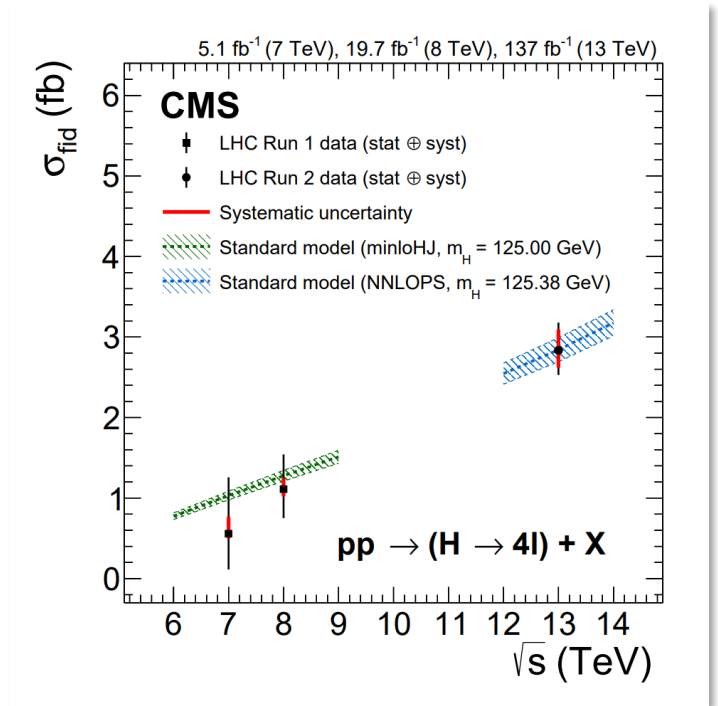 5.1 fb⁻¹ (7 TeV), 19.7 fb⁻¹ (8 TeV), 137 fb⁻¹ (13 TeV)
σfid (fb)
CMS
LHC Run 1 data (stat ⊕ syst)
LHC Run 2 data (stat ⊕ syst)
Systematic uncertainty
Standard model (minloHJ, mH = 125.00 GeV)
Standard model (NNLOPS, mH = 125.38 GeV)
6
5
4
3
2
1
0
pp → (H → 4l) + X
6 7 8 9 10 11 12 13 14
√s (TeV)